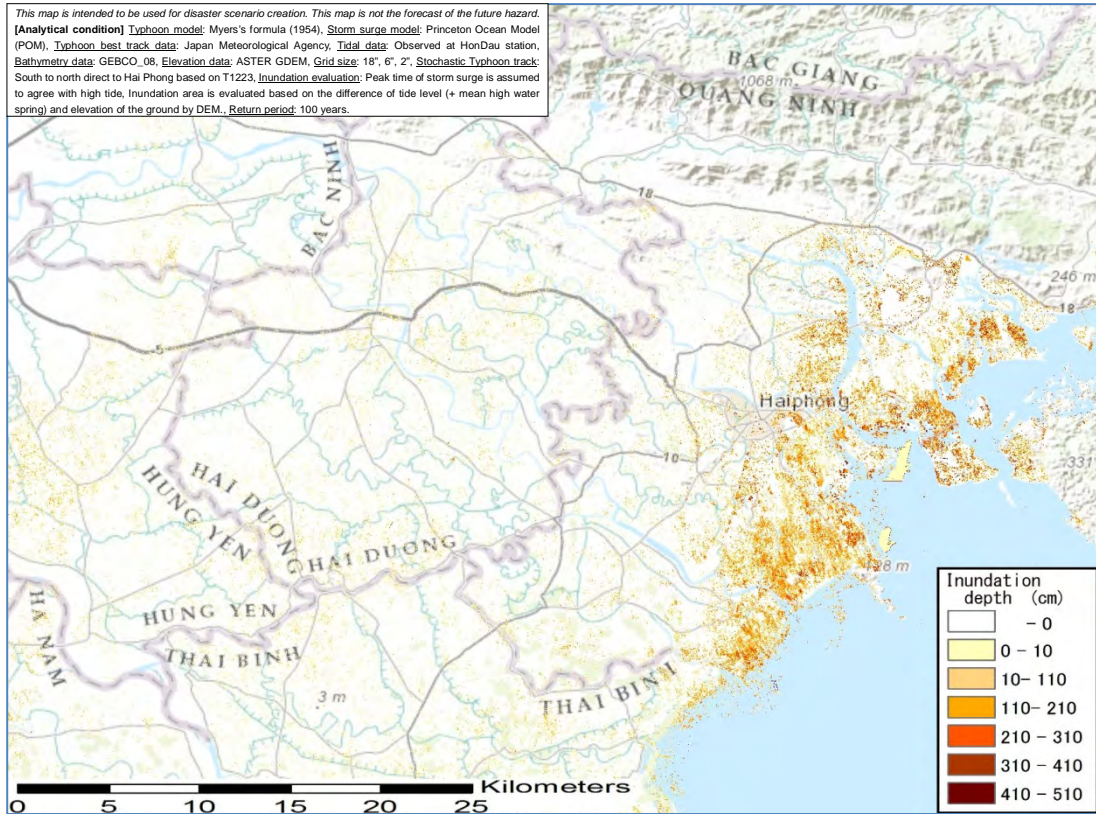 This map is intended to be used for disaster scenario creation. This map is not the forecast of the future hazard.
[Analytical condition] Typhoon model: Myers's formula (1954), Storm surge model: Princeton Ocean Model
(POM), Typhoon best track data: Japan Meteorological Agency, Tidal data: Observed at HonDau station,
Bathymetry data: GEBCO_08, Elevation data: ASTER GDEM, Grid size: 18", 6", 2", Stochastic Typhoon track:
South to north direct to Hai Phong based on T1223, Inundation evaluation: Peak time of storm surge is assumed
to agree with high tide, Inundation area is evaluated based on the difference of tide level (+ mean high water
spring) and elevation of the ground by DEM., Return period: 100 years.
BAC GIANG
1068 m
QUANG NINH
BAC NINH
18
246 m
18
5
Haiphong
10
331
HAI DUONG
HUNG YEN
HAI DUONG
128 m
HA NAM
HUNG YEN
THAI BINH
THAI BIN
3 m
Inundation
depth (cm)
- 0
0 - 10
10- 110
110- 210
210 - 310
310 - 410
410 - 510
Kilometers
0 5 10 15 20 25